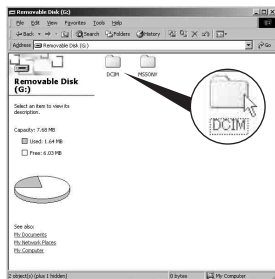 Removable Disk (G:)
File Edit View Favorites Tools Help
Back Search Folders History
Address Removable Disk (G:) Go
Removable Disk (G:)
Select an item to view its description.
Capacity: 7.68 MB
Used: 1.64 MB
Free: 6.03 MB
See also:
My Documents
My Network Places
My Computer
DCIM MSSONY
DCIM
2 object(s) (plus 1 hidden) 0 bytes My Computer